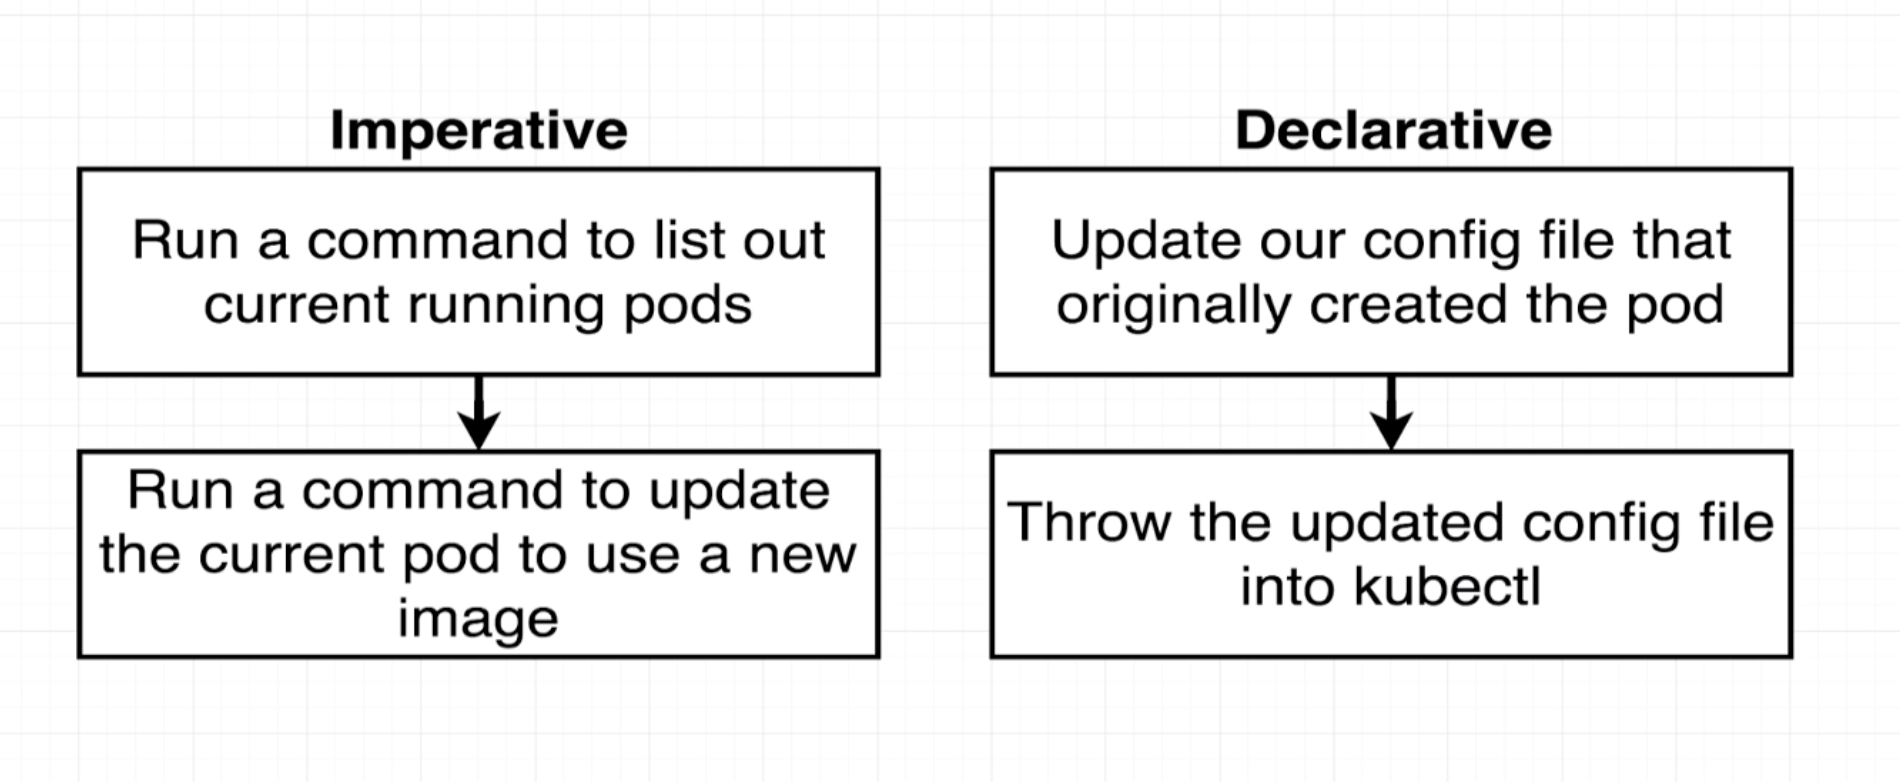 Imperative
Run a command to list out
current running pods
Run a command to update
the current pod to use a new
image
Declarative
Update our config file that
originally created the pod
Throw the updated config file
into kubectl